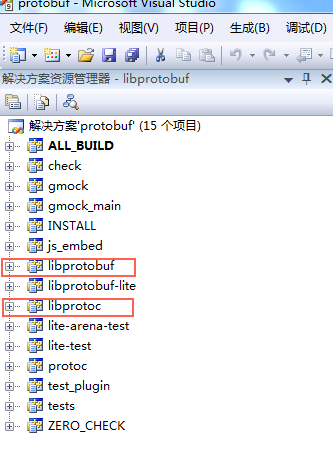 protobuf - Microsoft Visual Studio
文件(F) 编辑(E) 视图(V) 项目(P) 生成(B) 调试(D)
解决方案资源管理器 - libprotobuf
解决方案'protobuf' (15 个项目)
ALL_BUILD
check
gmock
gmock_main
INSTALL
js_embed
libprotobuf
libprotobuf-lite
libprotoc
lite-arena-test
lite-test
protoc
test_plugin
tests
ZERO_CHECK